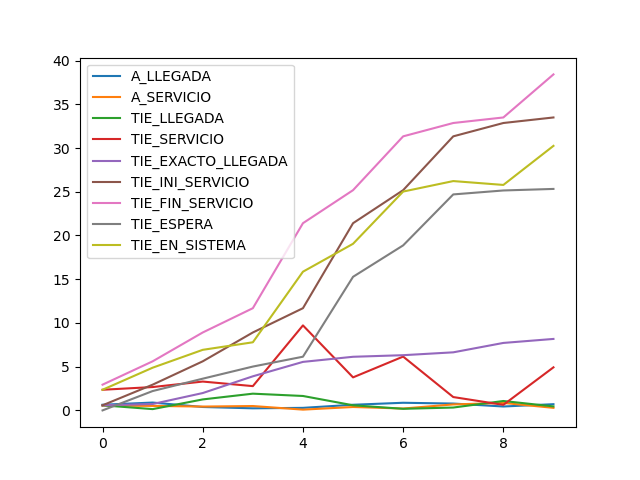 40
35
30
25
20
15
10
5
0
A_LLEGADA
A_SERVICIO
TIE_LLEGADA
TIE_SERVICIO
TIE_EXACTO_LLEGADA
TIE_INI_SERVICIO
TIE_FIN_SERVICIO
TIE_ESPERA
TIE_EN_SISTEMA
0 2 4 6 8